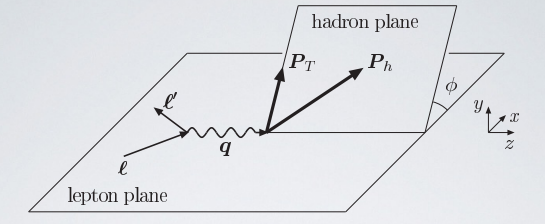 hadron plane
P_T
P_h
ϕ
ℓ′
y
x
q
z
ℓ
lepton plane